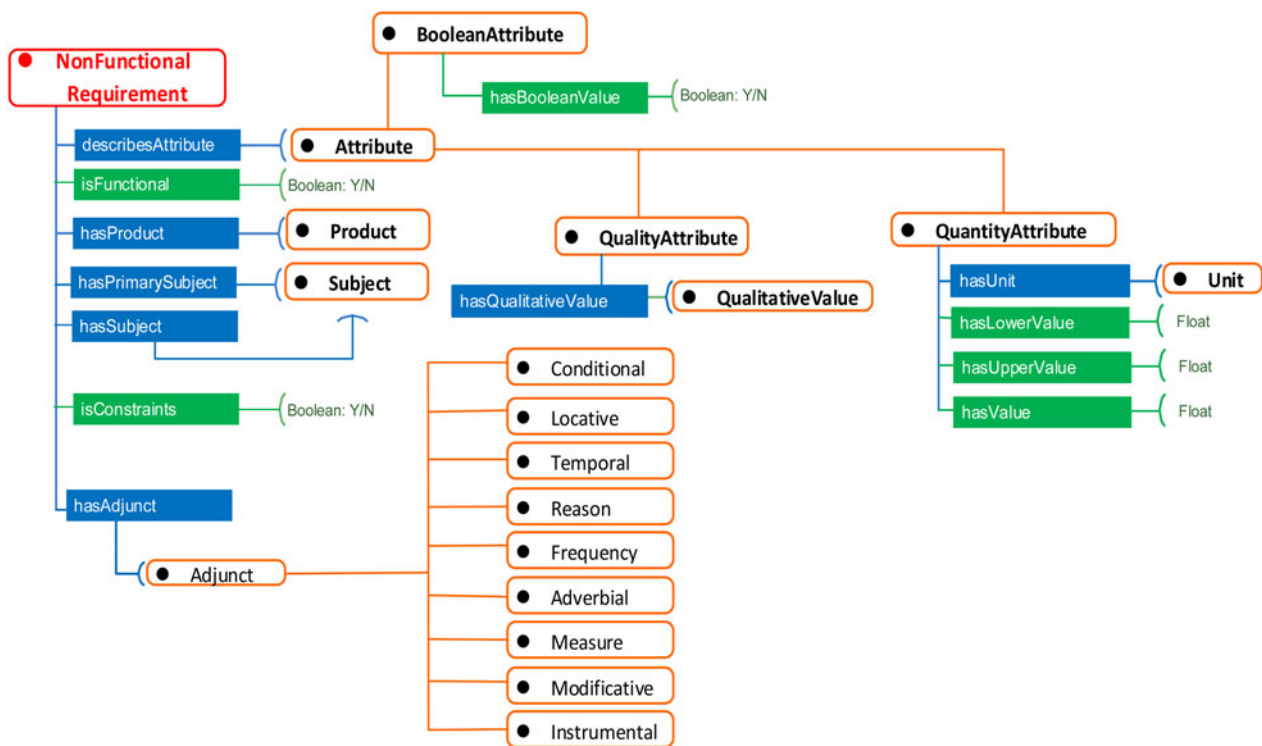 BooleanAttribute
NonFunctional
Requirement
hasBooleanValue
Boolean: Y/N
describesAttribute
Attribute
isFunctional
Boolean: Y/N
hasProduct
Product
QualityAttribute
QuantityAttribute
hasPrimarySubject
Subject
hasQualitativeValue
QualitativeValue
hasUnit
Unit
hasSubject
hasLowerValue
Float
hasUpperValue
Float
isConstraints
Boolean: Y/N
hasValue
Float
Conditional
Locative
Temporal
hasAdjunct
Reason
Frequency
Adjunct
Adverbial
Measure
Modificative
Instrumental